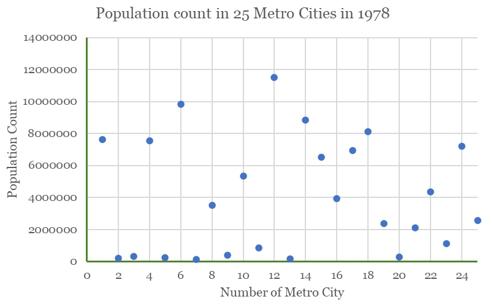 Population count in 25 Metro Cities in 1978
14000000
12000000
10000000
8000000
6000000
4000000
2000000
0
0 2 4 6 8 10 12 14 16 18 20 22 24
Population Count
Number of Metro City